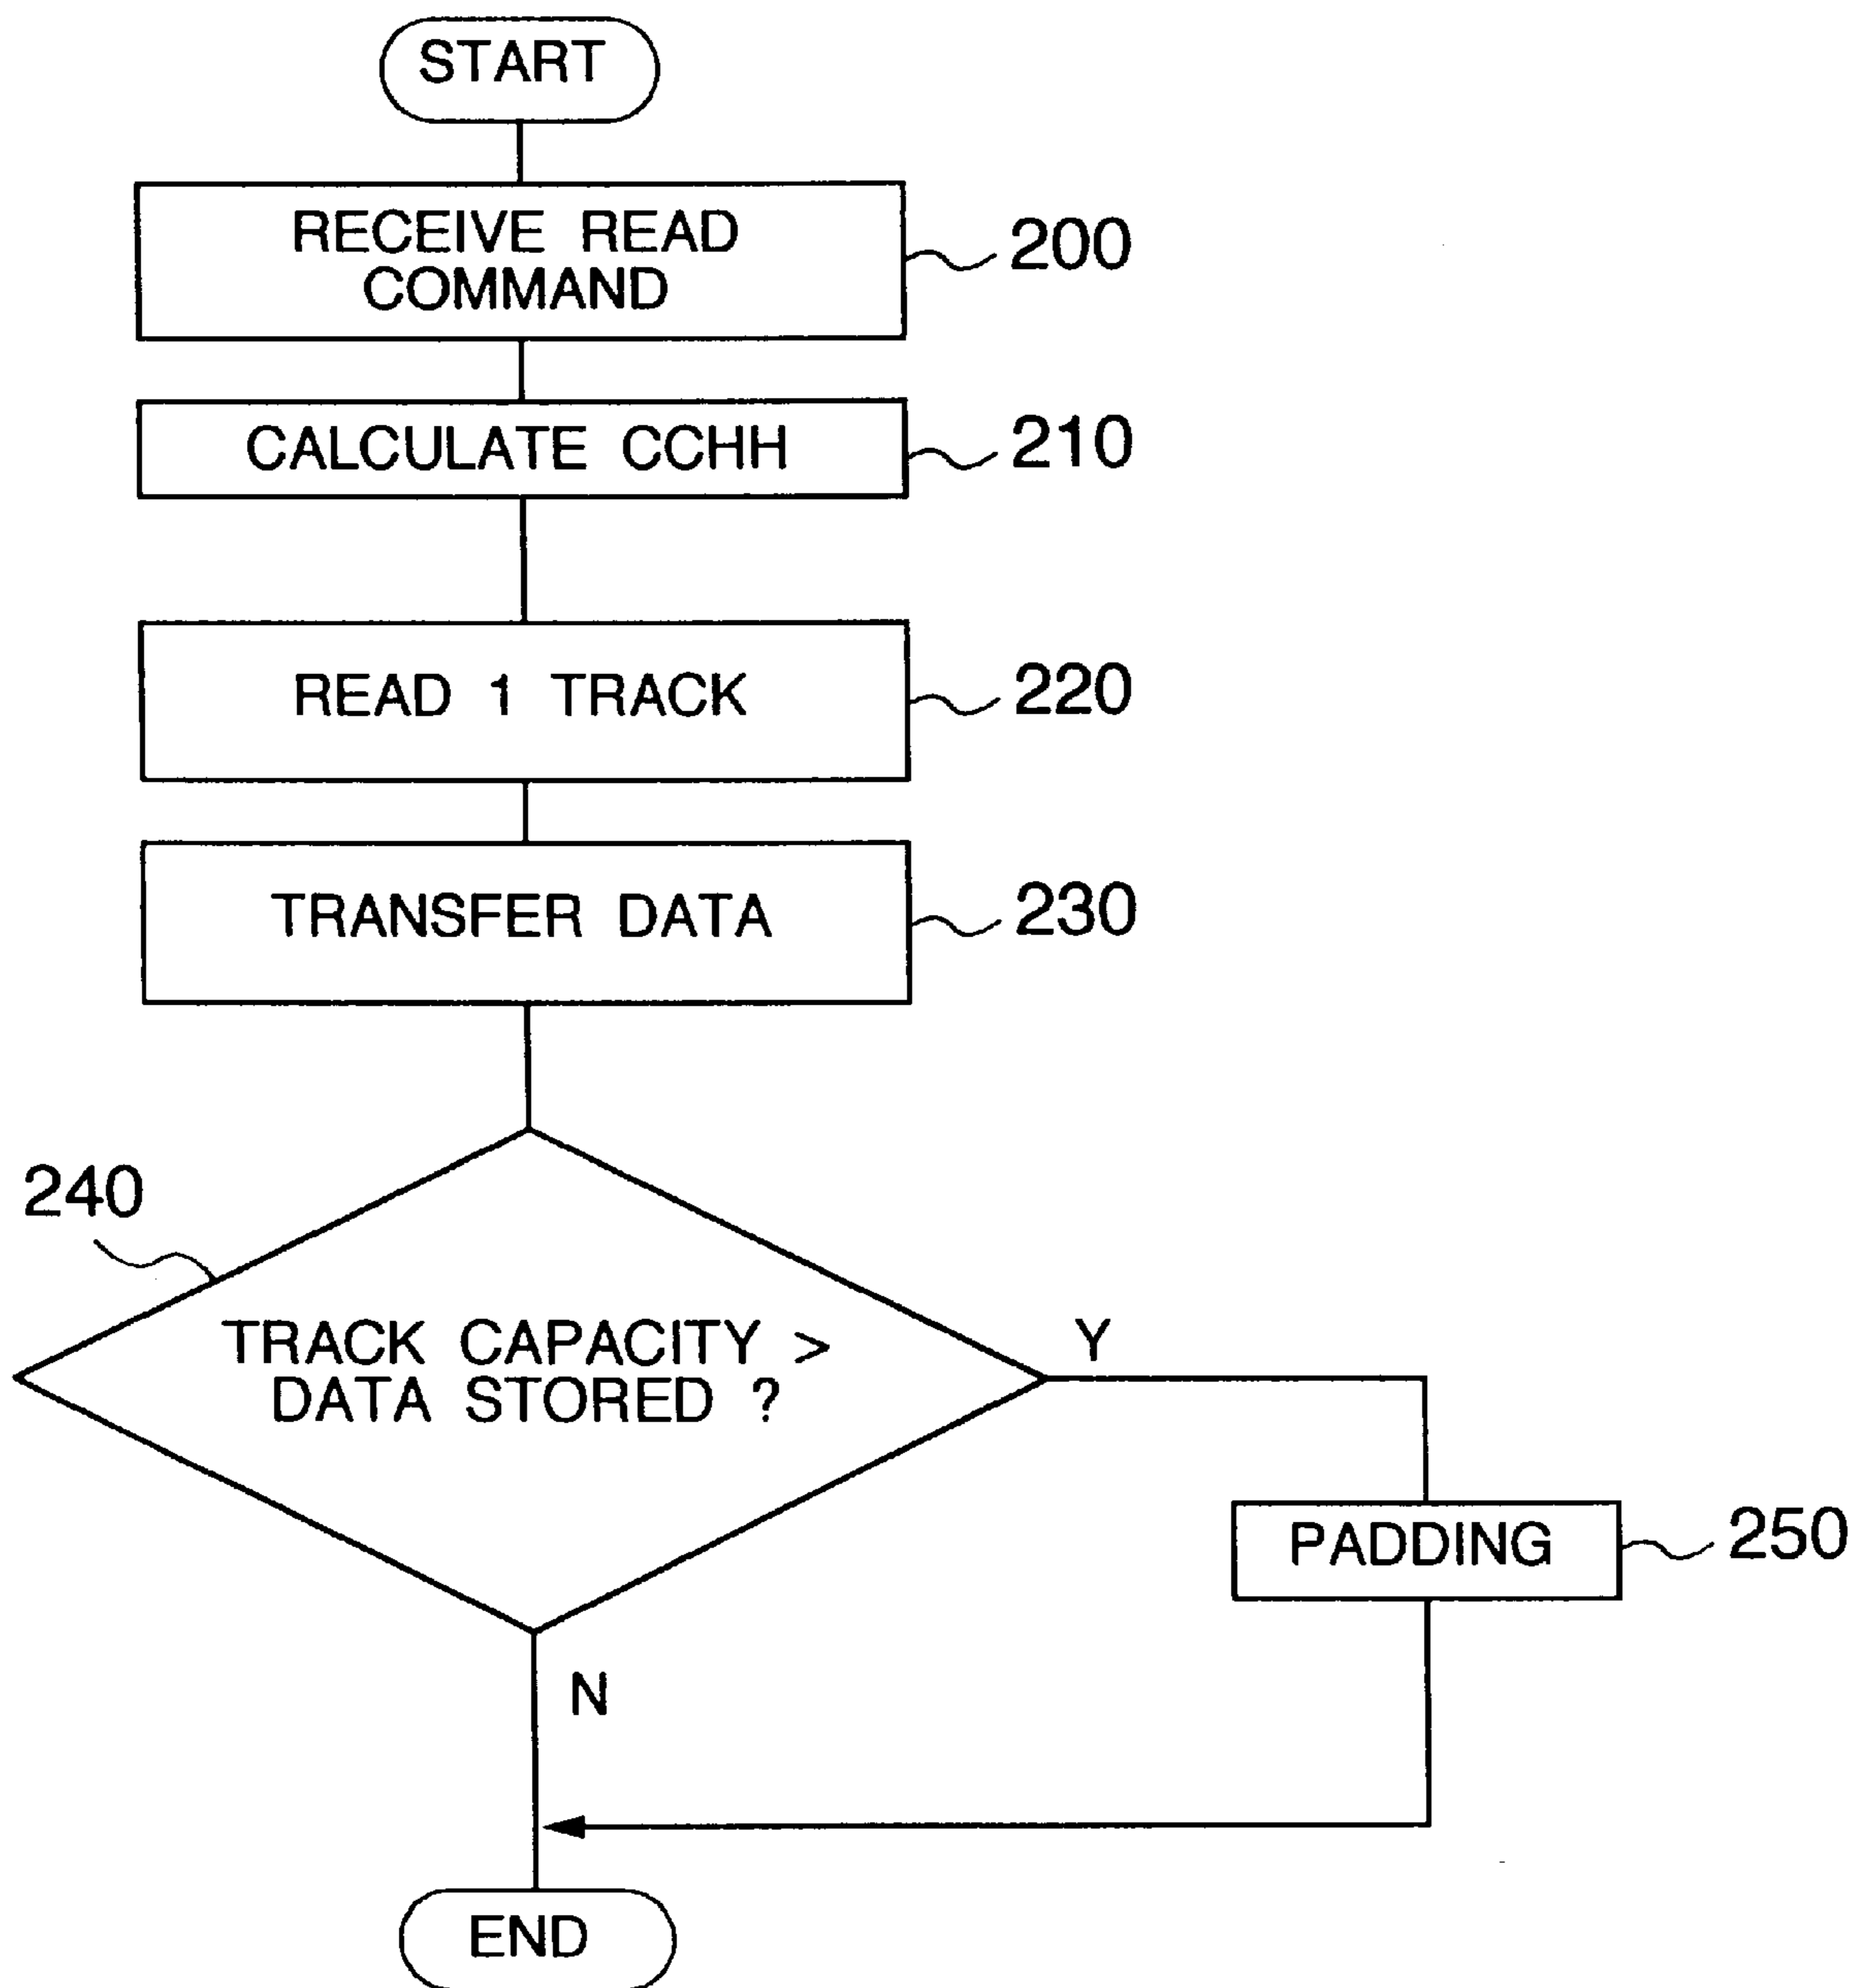 START
RECEIVE READ
COMMAND
200
CALCULATE CCHH
210
READ 1 TRACK
220
TRANSFER DATA
230
240
TRACK CAPACITY >
DATA STORED ?
Y
PADDING
250
N
END